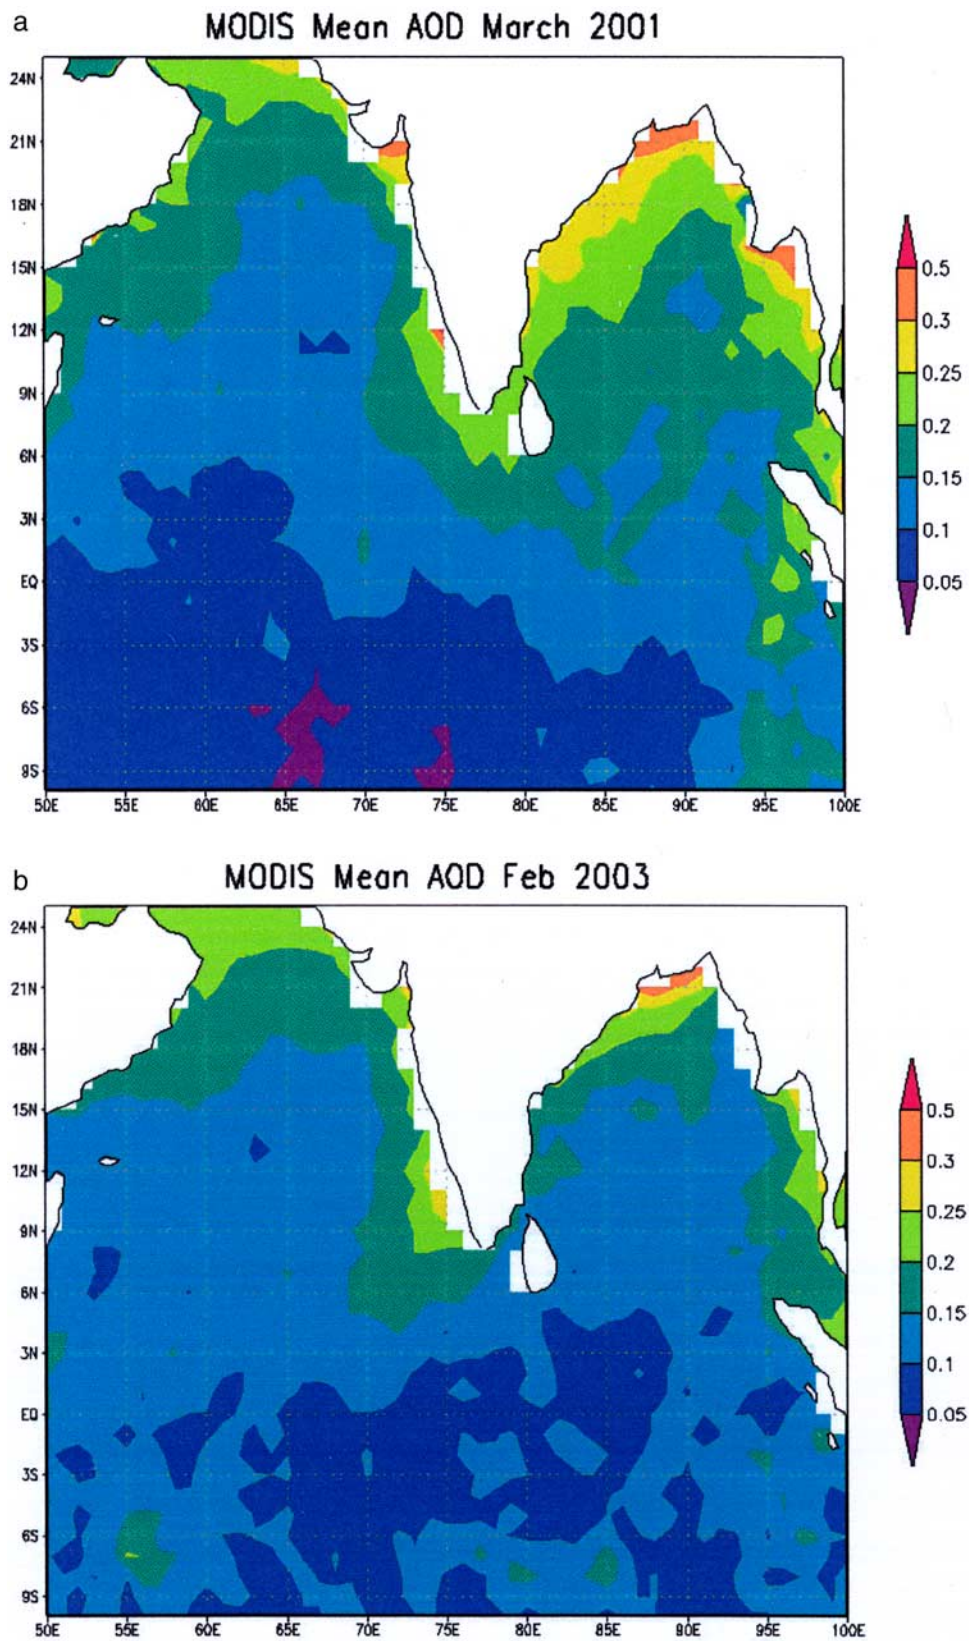 a
MODIS Mean AOD March 2001
24N
21N
18N
15N
12N
9N
6N
3N
EQ
3S
6S
9S
50E 55E 60E 65E 70E 75E 80E 85E 90E 95E 100E
0.5
0.3
0.25
0.2
0.15
0.1
0.05
b
MODIS Mean AOD Feb 2003
24N
21N
18N
15N
12N
9N
6N
3N
EQ
3S
6S
9S
50E 55E 60E 65E 70E 75E 80E 85E 90E 95E 100E
0.5
0.3
0.25
0.2
0.15
0.1
0.05